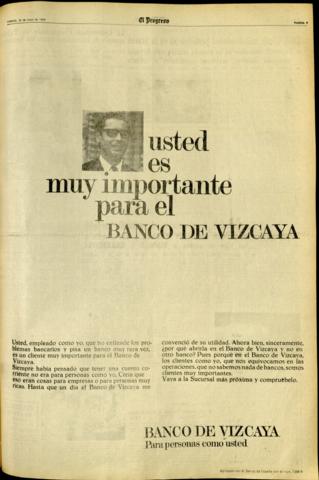 El Progreso
usted
es
muy importante
para el
BANCO DE VIZCAYA
Usted, empleado como yo, que no entiende los pro-
blemas bancarios y pisa un banco muy rara vez,
es un cliente muy importante para el Banco de
Vizcaya.
Siempre había pensado que tener una cuenta co-
rriente no era para personas como yo. Creía que
eso eran cosas para empresas o para personas muy
ricas. Hasta que un día el Banco de Vizcaya me
convenció de su utilidad. Ahora bien, sinceramente,
¿por qué abrirla en el Banco de Vizcaya y no en
otro banco? Pues porque en el Banco de Vizcaya,
los clientes como yo, que nos equivocamos en las
operaciones, que no sabemos nada de bancos, somos
clientes muy importantes.
Vaya a la Sucursal más próxima y compruébelo.
BANCO DE VIZCAYA
Para personas como usted